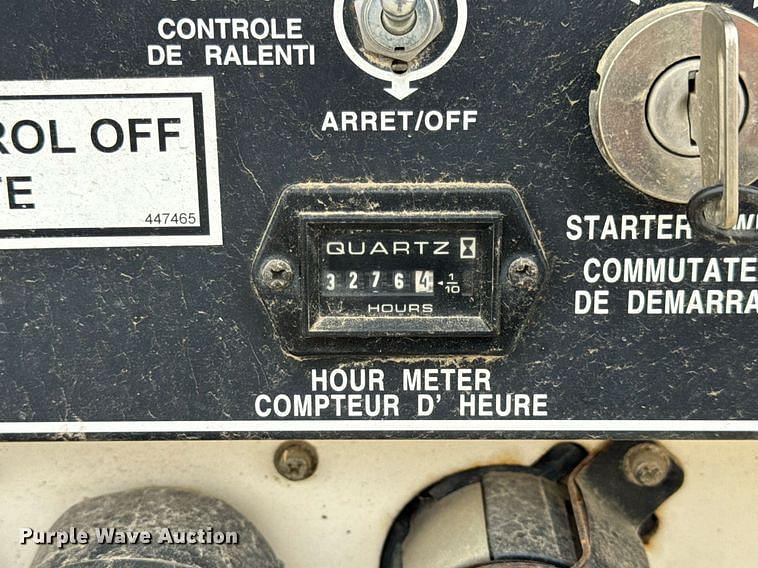 CONTROLE
DE RALENTI
ARRET/OFF
ROL OFF
TE
447465
QUARTZ
3 2 7 6 4 1/10
HOURS
STARTER
COMMUTATE
DE DEMARRA
HOUR METER
COMPTEUR D' HEURE
Purple Wave Auction